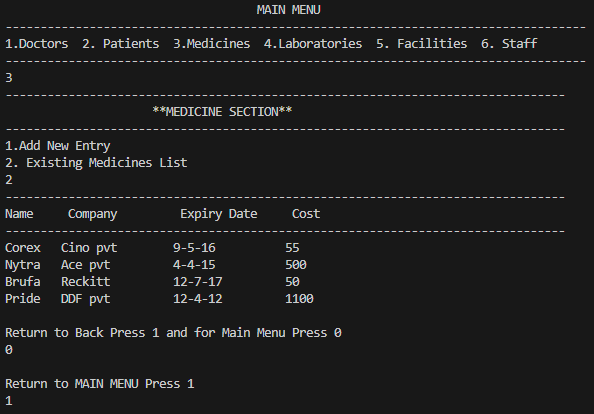 MAIN MENU
-----------------------------------------------------------------------------------
1.Doctors  2. Patients  3.Medicines  4.Laboratories  5. Facilities  6. Staff
-----------------------------------------------------------------------------------
3
--------------------------------------------------------------------------------
**MEDICINE SECTION**
--------------------------------------------------------------------------------
1.Add New Entry
2. Existing Medicines List
2
--------------------------------------------------------------------------------
Name     Company         Expiry Date     Cost
--------------------------------------------------------------------------------
Corex   Cino pvt        9-5-16          55
Nytra   Ace pvt         4-4-15          500
Brufa   Reckitt         12-7-17         50
Pride   DDF pvt         12-4-12         1100
Return to Back Press 1 and for Main Menu Press 0
0
Return to MAIN MENU Press 1
1